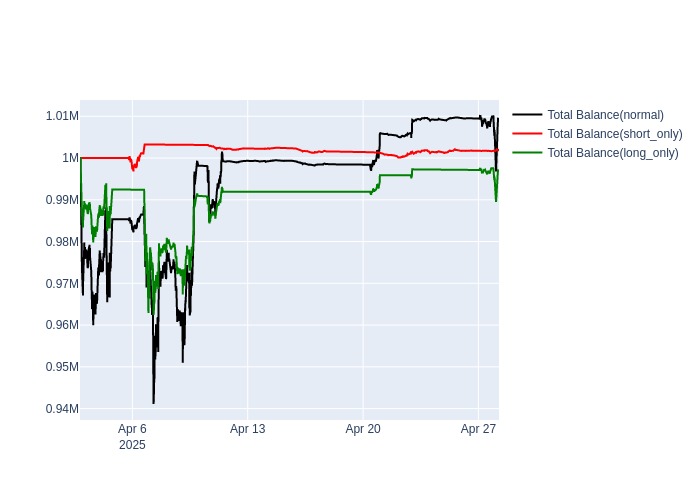 1.01M
1M
0.99M
0.98M
0.97M
0.96M
0.95M
0.94M
Apr 6
2025
Apr 13
Apr 20
Apr 27
Total Balance(normal)
Total Balance(short_only)
Total Balance(long_only)